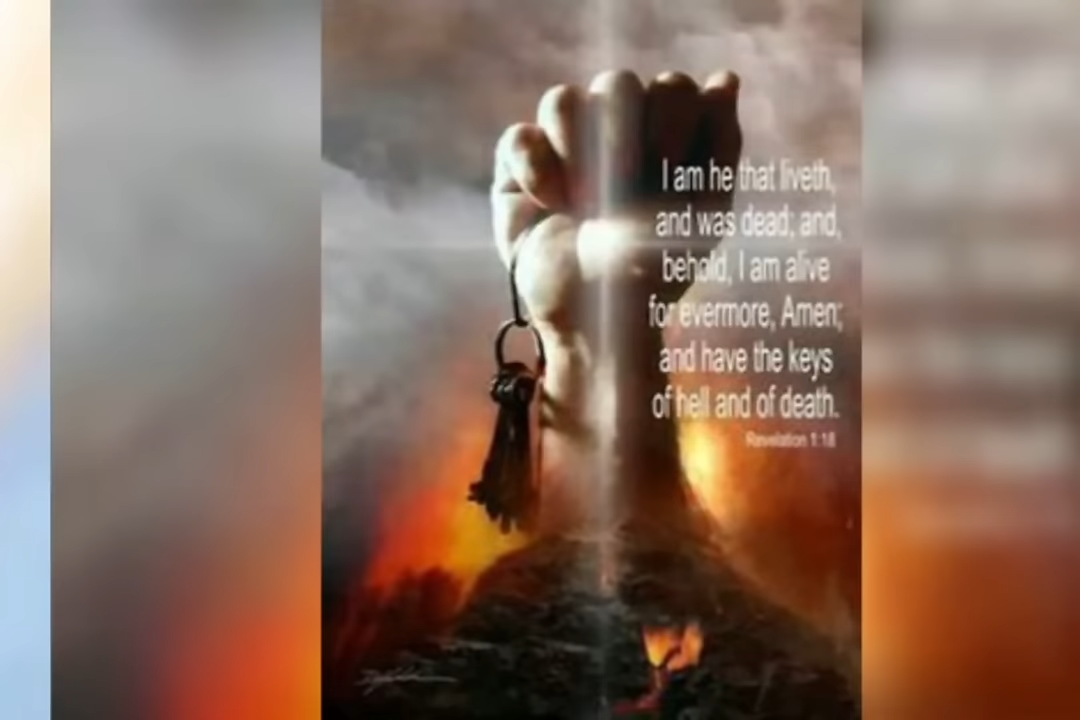 I am he that liveth,
and was dead; and,
behold, I am alive
for evermore, Amen;
and have the keys
of hell and of death.
Revelation 1:18